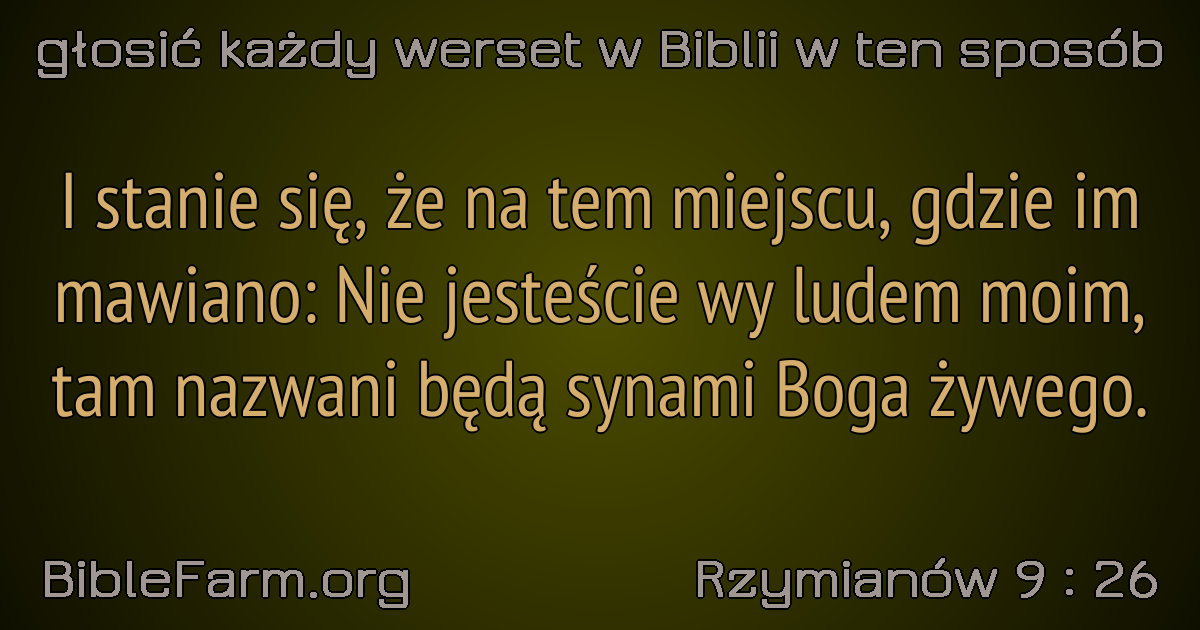 głosić każdy werset w Biblii w ten sposób
I stanie się, że na tem miejscu, gdzie im
mawiano: Nie jesteście wy ludem moim,
tam nazwani będą synami Boga żywego.
BibleFarm.org
Rzymianów 9 : 26